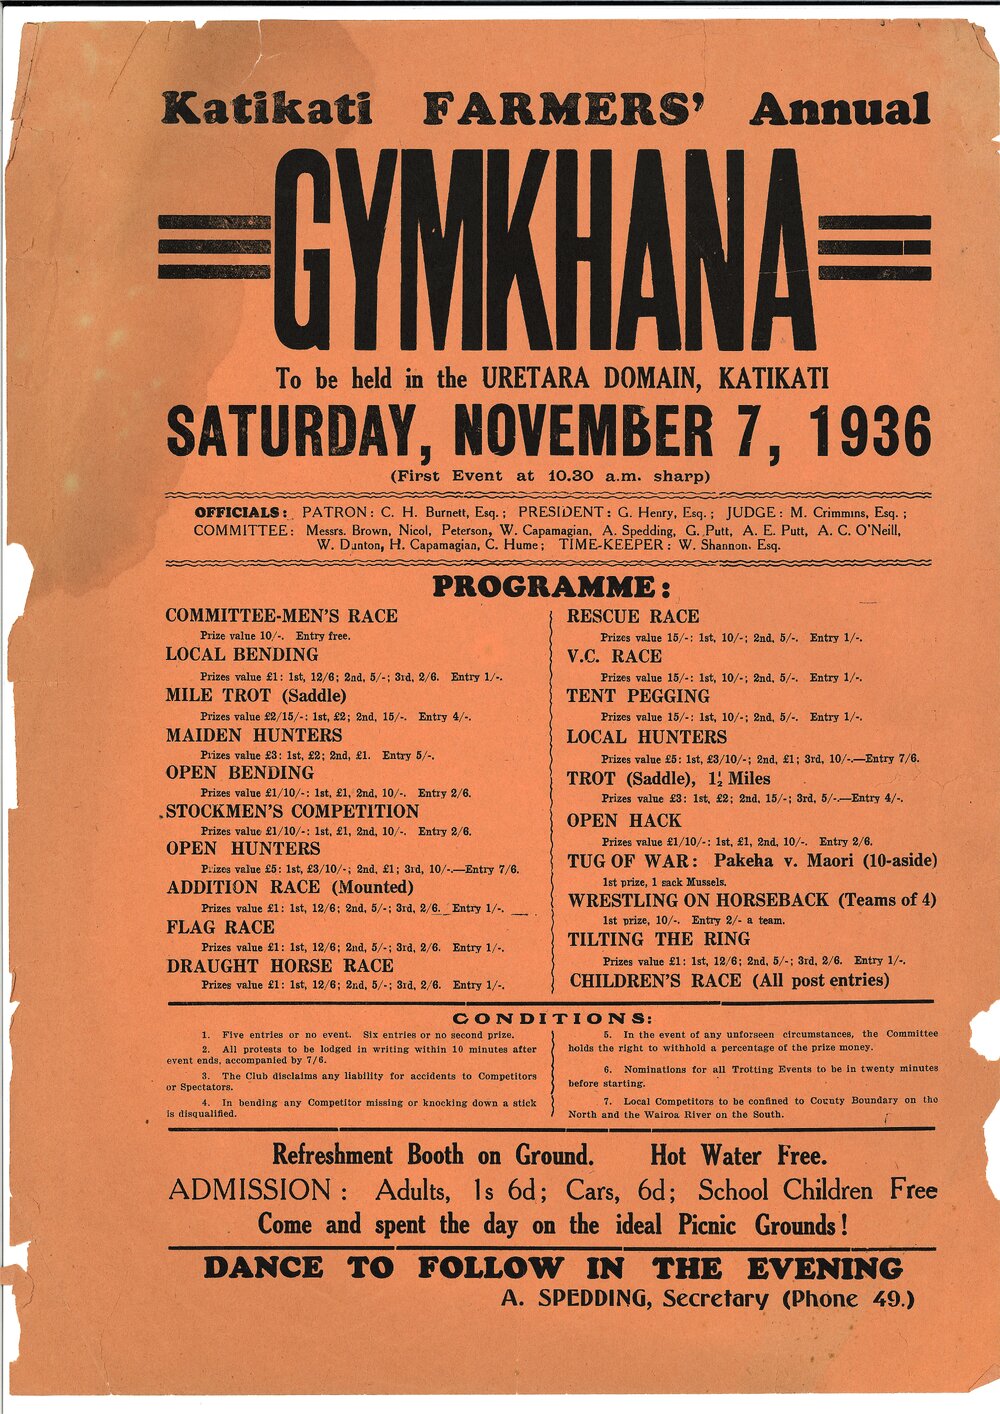 Katikati FARMERS' Annual
GYMKHANA
To be held in the URETARA DOMAIN, KATIKATI
SATURDAY, NOVEMBER 7, 1936
(First Event at 10.30 a.m. sharp)
OFFICIALS: PATRON: C. H. Burnett, Esq.; PRESIDENT: G. Henry, Esq.; JUDGE: M. Crimmins, Esq.;
COMMITTEE: Messrs. Brown, Nicol, Peterson, W. Capamagian, A. Spedding, G. Putt, A. E. Putt, A. C. O'Neill,
W. Danton, H. Capamagian, C. Hume; TIME-KEEPER: W. Shannon. Esq.
PROGRAMME:
COMMITTEE-MEN'S RACE
Prize value 10/-. Entry free.
LOCAL BENDING
Prizes value £1: 1st, 12/6; 2nd, 5/-; 3rd, 2/6. Entry 1/-.
MILE TROT (Saddle)
Prizes value £2/15/-: 1st, £2; 2nd, 15/-. Entry 4/-.
MAIDEN HUNTERS
Prizes value £3: 1st, £2; 2nd, £1. Entry 5/-.
OPEN BENDING
Prizes value £1/10/-: 1st, £1, 2nd, 10/-. Entry 2/6.
STOCKMEN'S COMPETITION
Prizes value £1/10/-: 1st, £1, 2nd, 10/-. Entry 2/6.
OPEN HUNTERS
Prizes value £5: 1st, £3/10/-; 2nd, £1; 3rd, 10/-.—Entry 7/6.
ADDITION RACE (Mounted)
Prizes value £1: 1st, 12/6; 2nd, 5/-; 3rd, 2/6. Entry 1/-.
FLAG RACE
Prizes value £1: 1st, 12/6; 2nd, 5/-; 3rd, 2/6. Entry 1/-.
DRAUGHT HORSE RACE
Prizes value £1: 1st, 12/6; 2nd, 5/-; 3rd, 2/6. Entry 1/-.
RESCUE RACE
Prizes value 15/-: 1st, 10/-; 2nd, 5/-. Entry 1/-.
V.C. RACE
Prizes value 15/-: 1st, 10/-; 2nd, 5/-. Entry 1/-.
TENT PEGGING
Prizes value 15/-: 1st, 10/-; 2nd, 5/-. Entry 1/-.
LOCAL HUNTERS
Prizes value £5: 1st, £3/10/-; 2nd, £1; 3rd, 10/-.—Entry 7/6.
TROT (Saddle), 1½ Miles
Prizes value £3: 1st, £2; 2nd, 15/-; 3rd, 5/-.—Entry 4/-.
OPEN HACK
Prizes value £1/10/-: 1st, £1, 2nd, 10/-. Entry 2/6.
TUG OF WAR: Pakeha v. Maori (10-aside)
1st prize, 1 sack Mussels.
WRESTLING ON HORSEBACK (Teams of 4)
1st prize, 10/-. Entry 2/- a team.
TILTING THE RING
Prizes value £1: 1st, 12/6; 2nd, 5/-; 3rd, 2/6. Entry 1/-.
CHILDREN'S RACE (All post entries)
CONDITIONS:
1. Five entries or no event. Six entries or no second prize.
2. All protests to be lodged in writing within 10 minutes after
event ends, accompanied by 7/6.
3. The Club disclaims any liability for accidents to Competitors
or Spectators.
4. In bending any Competitor missing or knocking down a stick
is disqualified.
5. In the event of any unforseen circumstances, the Committee
holds the right to withhold a percentage of the prize money.
6. Nominations for all Trotting Events to be in twenty minutes
before starting.
7. Local Competitors to be confined to County Boundary on the
North and the Wairoa River on the South.
Refreshment Booth on Ground. Hot Water Free.
ADMISSION: Adults, 1s 6d; Cars, 6d; School Children Free
Come and spent the day on the ideal Picnic Grounds!
DANCE TO FOLLOW IN THE EVENING
A. SPEDDING, Secretary (Phone 49.)